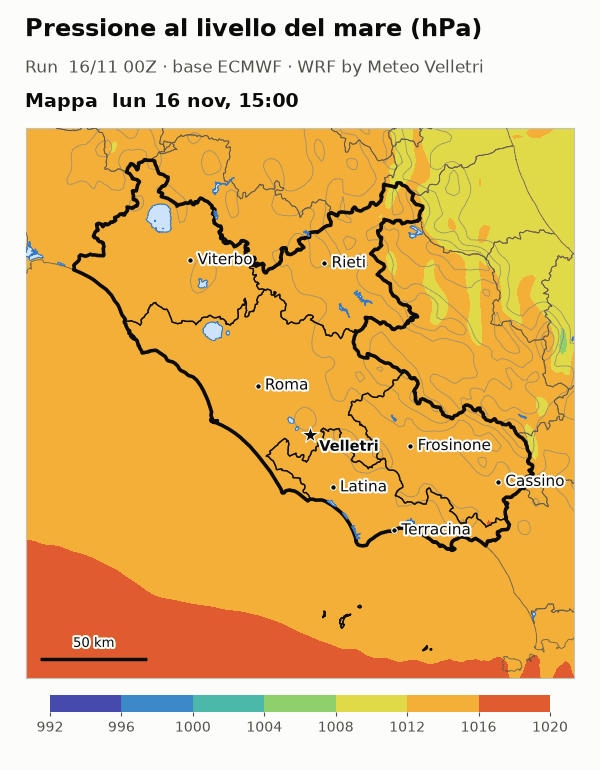 Pressione al livello del mare (hPa)
Run  16/11 00Z · base ECMWF · WRF by Meteo Velletri
Mappa  lun 16 nov, 15:00
Viterbo
Rieti
Roma
Velletri
Frosinone
Cassino
Latina
Terracina
50 km
992 996 1000 1004 1008 1012 1016 1020